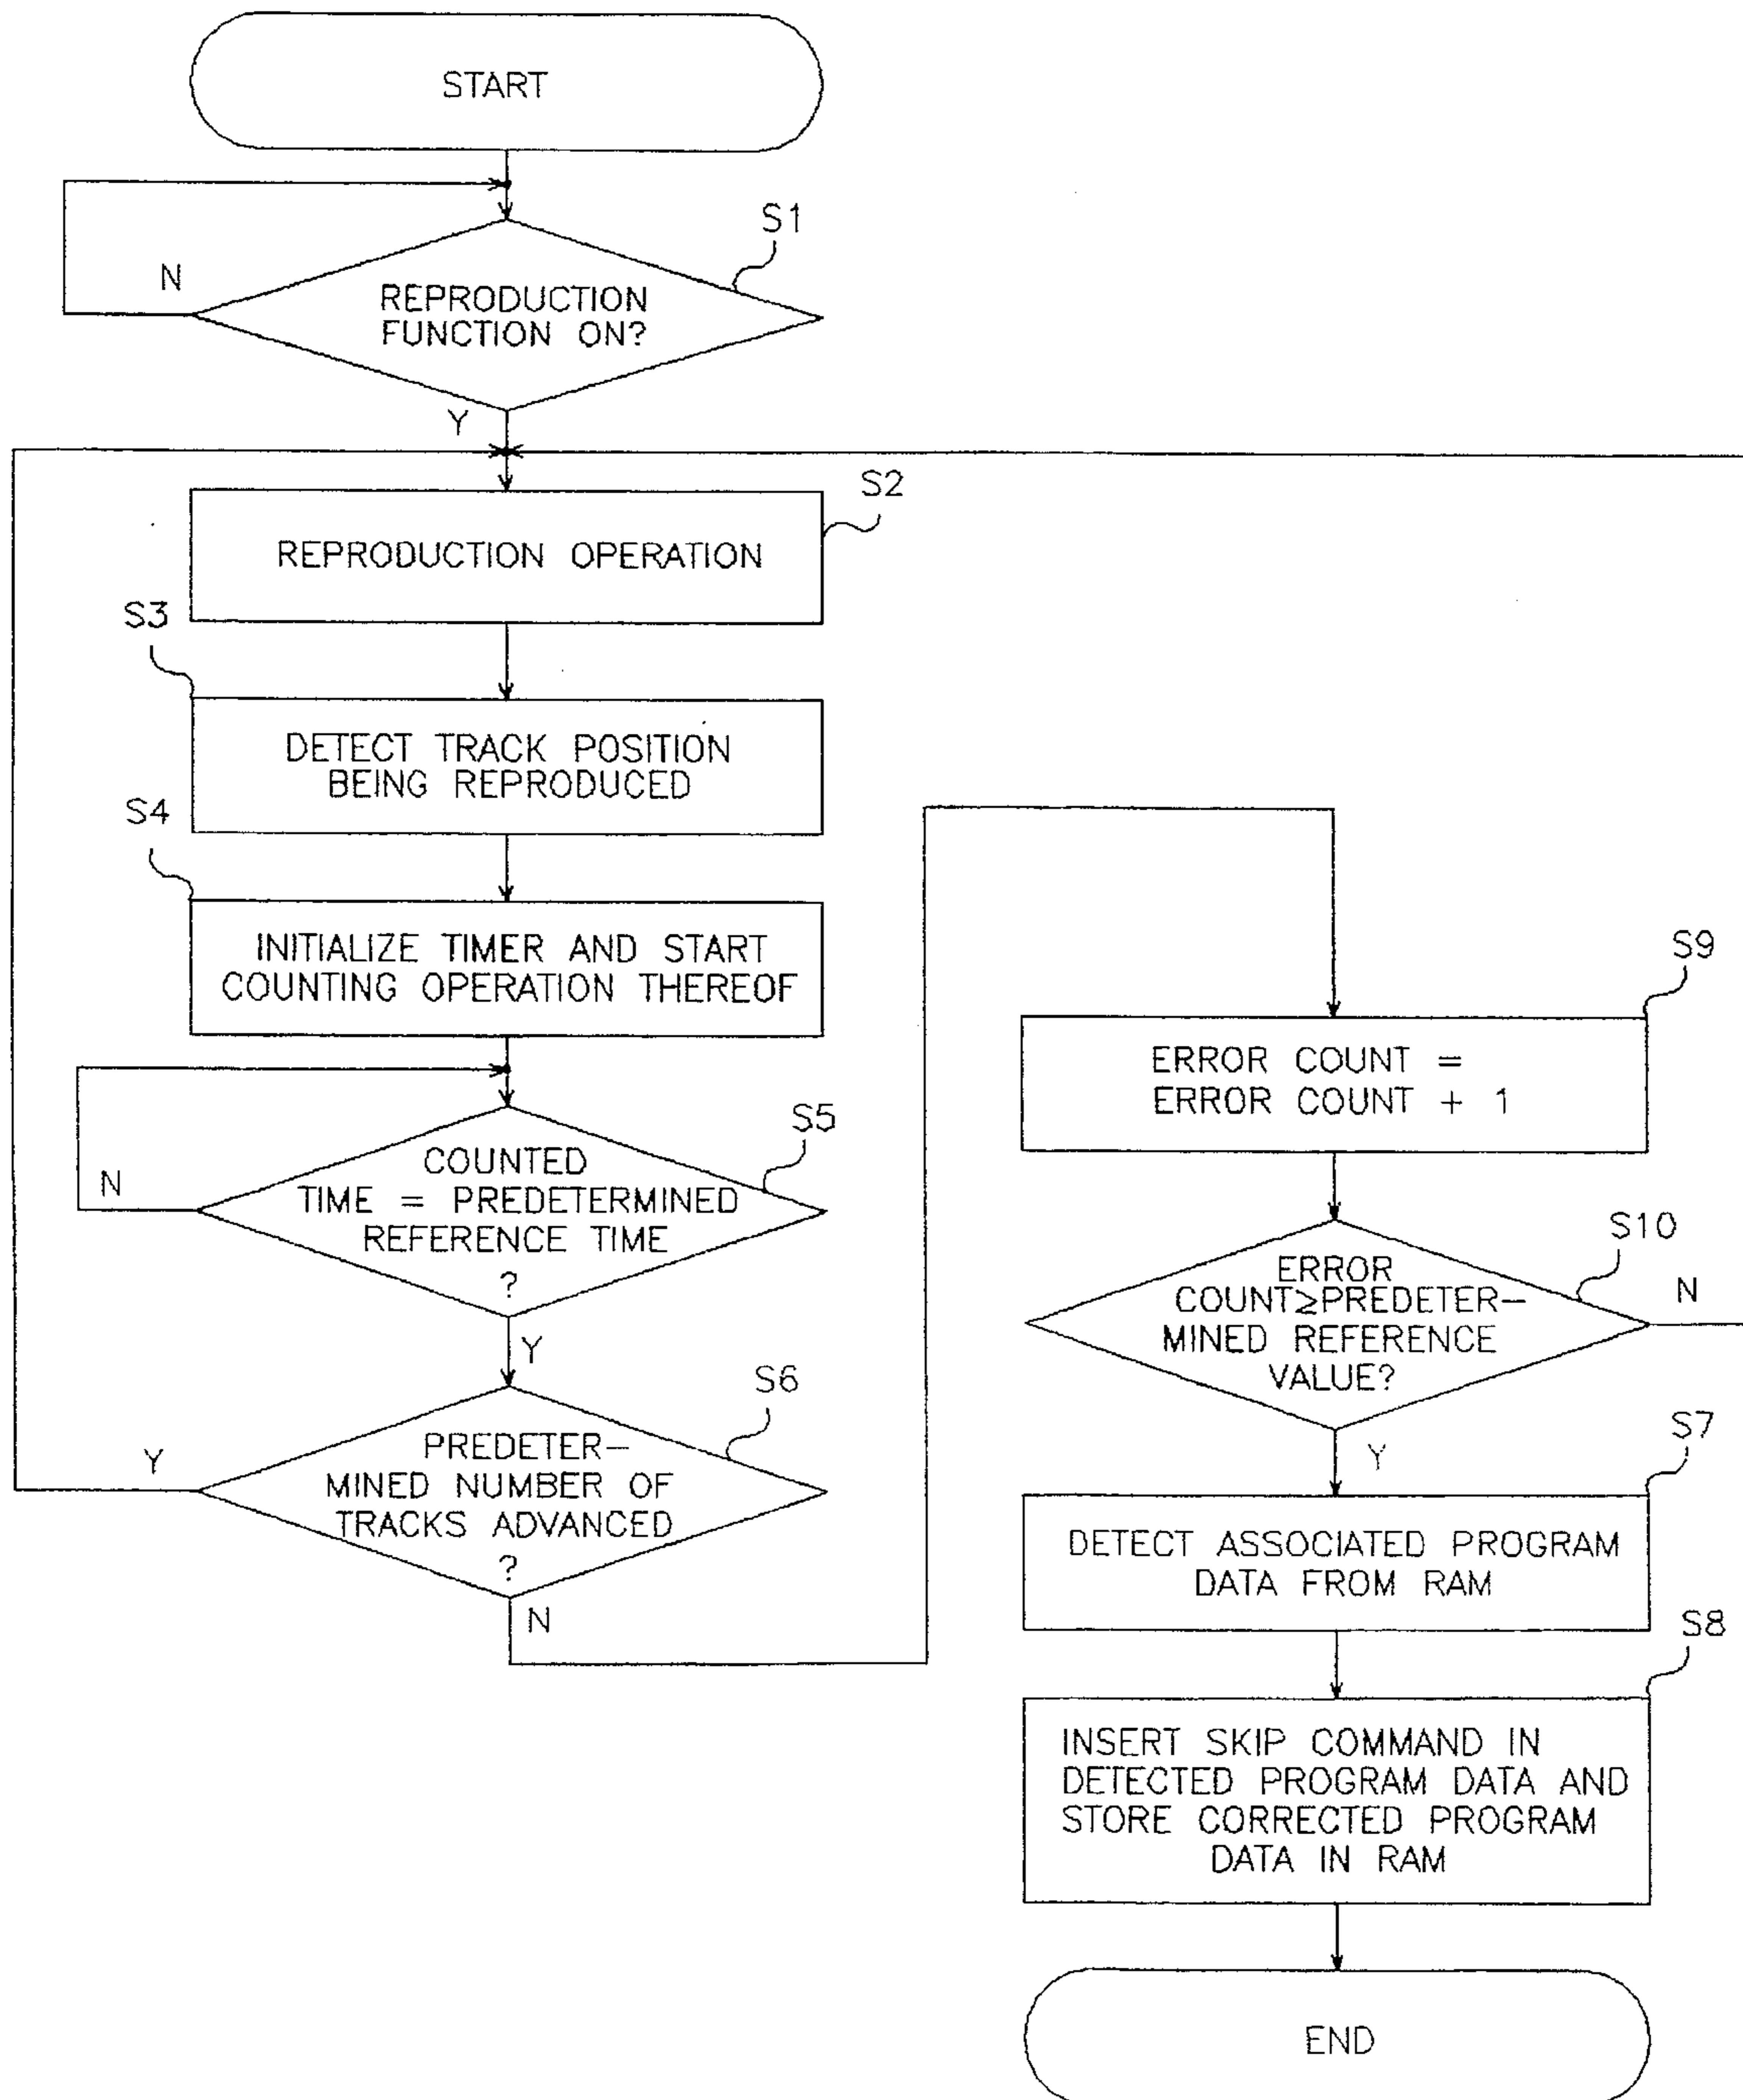 START
S1
N
REPRODUCTION
FUNCTION ON?
Y
S2
REPRODUCTION OPERATION
S3
DETECT TRACK POSITION
BEING REPRODUCED
S4
INITIALIZE TIMER AND START
COUNTING OPERATION THEREOF
S5
N
COUNTED
TIME = PREDETERMINED
REFERENCE TIME
?
Y
S6
Y
PREDETER-
MINED NUMBER OF
TRACKS ADVANCED
?
N
S9
ERROR COUNT =
ERROR COUNT + 1
S10
ERROR
COUNT≥PREDETER-
MINED REFERENCE
VALUE?
N
Y
S7
DETECT ASSOCIATED PROGRAM
DATA FROM RAM
S8
INSERT SKIP COMMAND IN
DETECTED PROGRAM DATA AND
STORE CORRECTED PROGRAM
DATA IN RAM
END